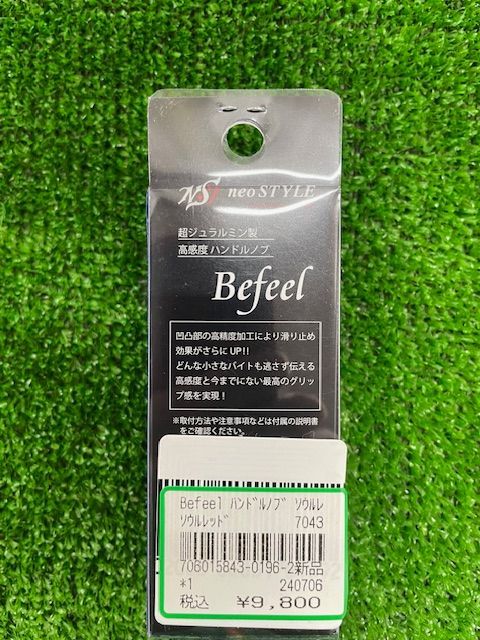 NS neo STYLE
超ジュラルミン製
高感度 ハンドルノブ
Befeel
凹凸部の高精度加工により滑り止め
効果がさらに UP!!
どんな小さなバイトも逃さず伝える
高感度と今までにない最高のグリッ
プ感を実現！
※取付方法や注意事項などは付属の説明書
をご確認ください。
Befeel ﾊﾝﾄﾞﾙﾉﾌﾞ ｿｳﾙﾚ
ｿｳﾙﾚｯﾄﾞ 7043
706015843-0196-2新品
*1 240706
税込 ¥9,800